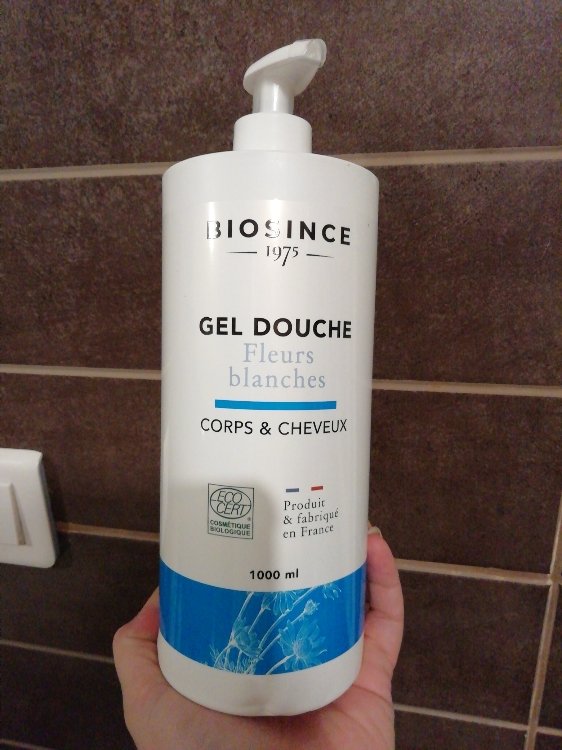 BIOSINCE
1975
GEL DOUCHE
Fleurs
blanches
CORPS & CHEVEUX
ECO
CERT
®
COSMÉTIQUE
BIOLOGIQUE
Produit
& fabriqué
en France
1000 ml